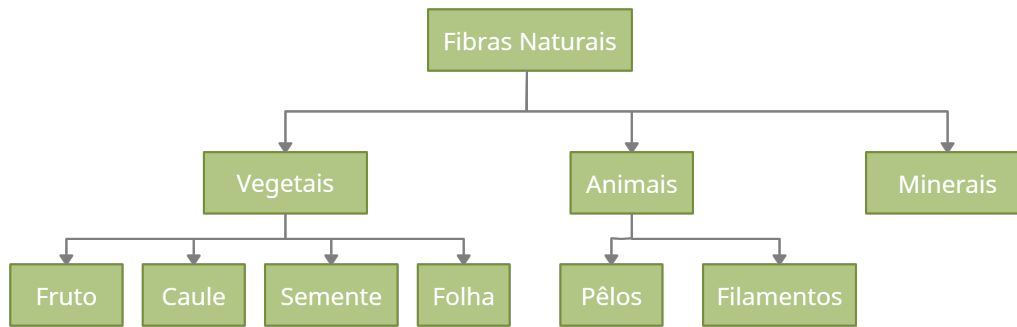 Fibras Naturais
Vegetais
Animais
Minerais
Fruto
Caule
Semente
Folha
Pêlos
Filamentos